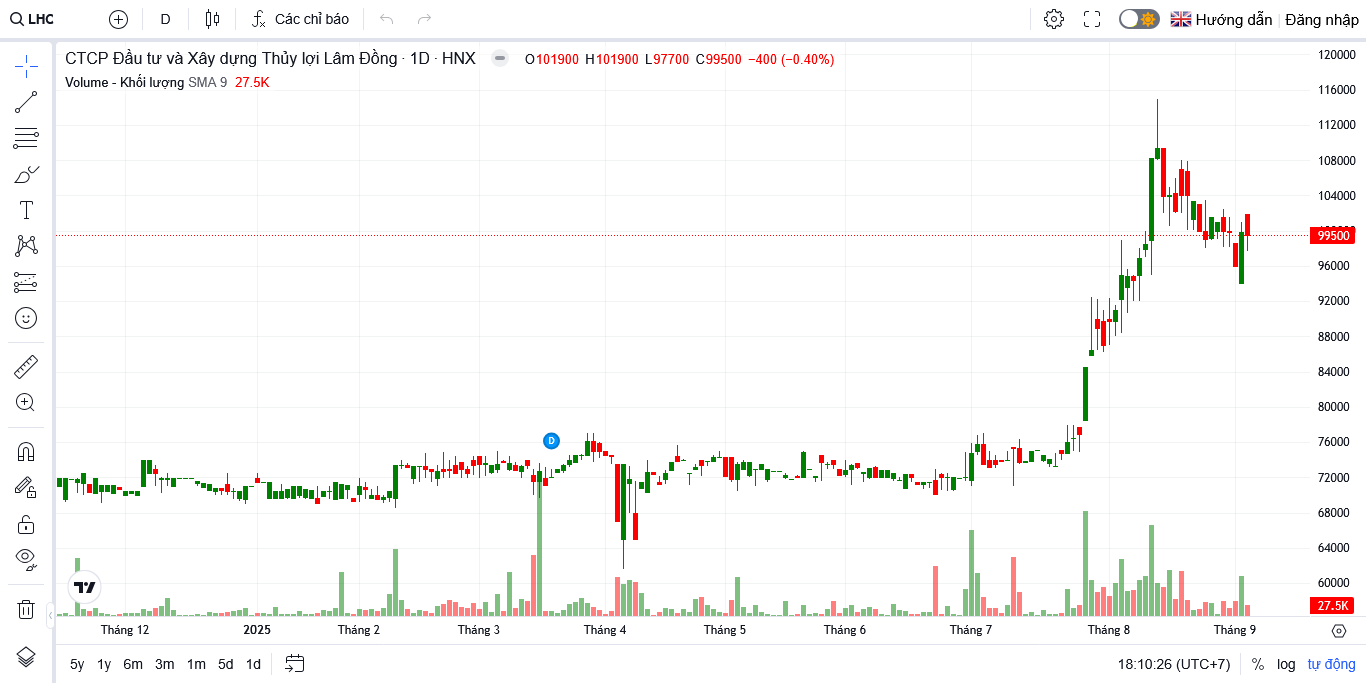 LHC D Các chỉ báo Hướng dẫn Đăng nhập
CTCP Đầu tư và Xây dựng Thủy lợi Lâm Đồng · 1D · HNX O101900 H101900 L97700 C99500 −400 (−0.40%)
Volume - Khối lượng SMA 9 27.5K
120000
116000
112000
108000
104000
99500
96000
92000
88000
84000
80000
76000
72000
68000
64000
60000
27.5K
D
Tháng 12 2025 Tháng 2 Tháng 3 Tháng 4 Tháng 5 Tháng 6 Tháng 7 Tháng 8 Tháng 9
5y 1y 6m 3m 1m 5d 1d 18:10:26 (UTC+7) % log tự động